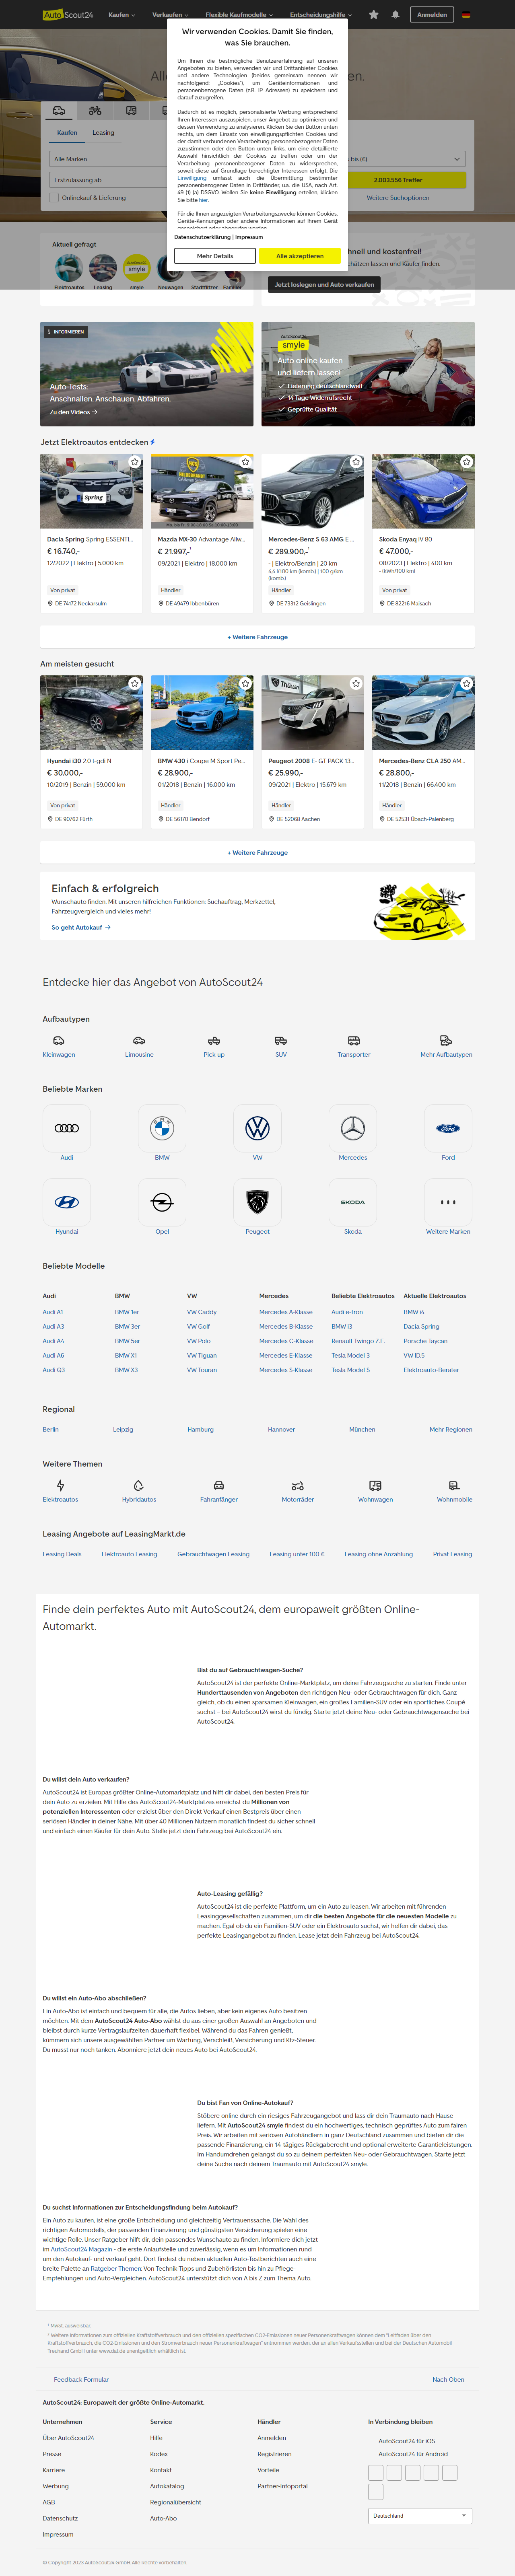 AutoScout24
Kaufen
Verkaufen
Flexible Kaufmodelle
Entscheidungshilfe
Anmelden
Wir verwenden Cookies. Damit Sie finden,
was Sie brauchen.
Um Ihnen die bestmögliche Benutzererfahrung auf unseren
Angeboten zu bieten, verwenden wir und Drittanbieter Cookies
und andere Technologien (beides gemeinsam nennen wir
nachfolgend „Cookies“), um Geräteinformationen und
personenbezogene Daten (z.B. IP Adressen) zu speichern und
darauf zuzugreifen.
Dadurch ist es möglich, personalisierte Werbung entsprechend
Ihren Interessen auszuspielen, unser Angebot zu optimieren und
dessen Verwendung zu analysieren. Klicken Sie den Button unten
rechts, um dem Einsatz von einwilligungspflichten Cookies und
der damit verbundenen Verarbeitung personenbezogener Daten
zuzustimmen oder den Button unten links, um eine detaillierte
Auswahl hinsichtlich der Cookies zu treffen oder um der
Verarbeitung personenbezogener Daten zu widersprechen,
soweit diese auf Grundlage berechtigter Interessen erfolgt. Die
Einwilligung umfasst auch die Übermittlung bestimmter
personenbezogener Daten in Drittländer, u.a. die USA, nach Art.
49 (1) (a) DSGVO. Wollen Sie keine Einwilligung erteilen, klicken
Sie bitte hier.
Für die Ihnen angezeigten Verarbeitungszwecke können Cookies,
Geräte-Kennungen oder andere Informationen auf Ihrem Gerät
Datenschutzerklärung | Impressum
Mehr Details
Alle akzeptieren
Kaufen
Leasing
Alle Marken
s bis (€)
Erstzulassung ab
2.003.556 Treffer
Onlinekauf & Lieferung
Weitere Suchoptionen
Aktuell gefragt
smyle
Elektroautos
Leasing
smyle
Neuwagen
Stadtflitzer
Familie
hnell und kostenfrei!
chätzen lassen und Käufer finden.
Jetzt loslegen und Auto verkaufen
INFORMIEREN
Auto-Tests:
Anschnallen. Anschauen. Abfahren.
Zu den Videos
AutoScout24
smyle
Auto online kaufen
und liefern lassen!
Lieferung deutschlandweit
14 Tage Widerrufsrecht
Geprüfte Qualität
Jetzt Elektroautos entdecken
Spring
Dacia Spring Spring ESSENTI...
€ 16.740,-
12/2022 | Elektro | 5.000 km
Von privat
DE 74172 Neckarsulm
Mazda MX-30 Advantage Allw...
€ 21.997,-¹
09/2021 | Elektro | 18.000 km
Händler
DE 49479 Ibbenbüren
Mercedes-Benz S 63 AMG E ...
€ 289.900,-¹
- | Elektro/Benzin | 20 km
4,4 l/100 km (komb.) | 100 g/km
(komb.)
Händler
DE 73312 Geislingen
Skoda Enyaq iV 80
€ 47.000,-
08/2023 | Elektro | 400 km
- (kWh/100 km)
Von privat
DE 82216 Maisach
+ Weitere Fahrzeuge
Am meisten gesucht
Hyundai i30 2.0 t-gdi N
€ 30.000,-
10/2019 | Benzin | 59.000 km
Von privat
DE 90762 Fürth
BMW 430 i Coupe M Sport Pe...
€ 28.900,-
01/2018 | Benzin | 16.000 km
Händler
DE 56170 Bendorf
Peugeot 2008 E- GT PACK 13...
€ 25.990,-
09/2021 | Elektro | 15.679 km
Händler
DE 52068 Aachen
Mercedes-Benz CLA 250 AM...
€ 28.800,-
11/2018 | Benzin | 66.400 km
Händler
DE 52531 Übach-Palenberg
+ Weitere Fahrzeuge
Einfach & erfolgreich
Wunschauto finden. Mit unseren hilfreichen Funktionen: Suchauftrag, Merkzettel,
Fahrzeugvergleich und vieles mehr!
So geht Autokauf
Entdecke hier das Angebot von AutoScout24
Aufbautypen
Kleinwagen
Limousine
Pick-up
SUV
Transporter
Mehr Aufbautypen
Beliebte Marken
Audi
BMW
VW
Mercedes
Ford
SKODA
Hyundai
Opel
Peugeot
Skoda
Weitere Marken
Beliebte Modelle
Audi
BMW
VW
Mercedes
Beliebte Elektroautos
Aktuelle Elektroautos
Audi A1
BMW 1er
VW Caddy
Mercedes A-Klasse
Audi e-tron
BMW i4
Audi A3
BMW 3er
VW Golf
Mercedes B-Klasse
BMW i3
Dacia Spring
Audi A4
BMW 5er
VW Polo
Mercedes C-Klasse
Renault Twingo Z.E.
Porsche Taycan
Audi A6
BMW X1
VW Tiguan
Mercedes E-Klasse
Tesla Model 3
VW ID.5
Audi Q3
BMW X3
VW Touran
Mercedes S-Klasse
Tesla Model S
Elektroauto-Berater
Regional
Berlin
Leipzig
Hamburg
Hannover
München
Mehr Regionen
Weitere Themen
Elektroautos
Hybridautos
Fahranfänger
Motorräder
Wohnwagen
Wohnmobile
Leasing Angebote auf LeasingMarkt.de
Leasing Deals
Elektroauto Leasing
Gebrauchtwagen Leasing
Leasing unter 100 €
Leasing ohne Anzahlung
Privat Leasing
Finde dein perfektes Auto mit AutoScout24, dem europaweit größten Online-
Automarkt.
Bist du auf Gebrauchtwagen-Suche?
AutoScout24 ist der perfekte Online-Marktplatz, um deine Fahrzeugsuche zu starten. Finde unter
Hunderttausenden von Angeboten den richtigen Neu- oder Gebrauchtwagen für dich. Ganz
gleich, ob du einen sparsamen Kleinwagen, ein großes Familien-SUV oder ein sportliches Coupé
suchst – bei AutoScout24 wirst du fündig. Starte jetzt deine Neu- oder Gebrauchtwagensuche bei
AutoScout24.
Du willst dein Auto verkaufen?
AutoScout24 ist Europas größter Online-Automarktplatz und hilft dir dabei, den besten Preis für
dein Auto zu erzielen. Mit Hilfe des AutoScout24-Marktplatzes erreichst du Millionen von
potenziellen Interessenten oder erzielst über den Direkt-Verkauf einen Bestpreis über einen
seriösen Händler in deiner Nähe. Mit über 40 Millionen Nutzern monatlich findest du sicher schnell
und einfach einen Käufer für dein Auto. Stelle jetzt dein Fahrzeug bei AutoScout24 ein.
Auto-Leasing gefällig?
AutoScout24 ist die perfekte Plattform, um ein Auto zu leasen. Wir arbeiten mit führenden
Leasinggesellschaften zusammen, um dir die besten Angebote für die neuesten Modelle zu
machen. Egal ob du ein Familien-SUV oder ein Elektroauto suchst, wir helfen dir dabei, das
perfekte Leasingangebot zu finden. Lease jetzt dein Fahrzeug bei AutoScout24.
Du willst ein Auto-Abo abschließen?
Ein Auto-Abo ist einfach und bequem für alle, die Autos lieben, aber kein eigenes Auto besitzen
möchten. Mit dem AutoScout24 Auto-Abo wählst du aus einer großen Auswahl an Angeboten und
bleibst durch kurze Vertragslaufzeiten dauerhaft flexibel. Während du das Fahren genießt,
kümmern sich unsere ausgewählten Partner um Wartung, Verschleiß, Versicherung und Kfz-Steuer.
Du musst nur noch tanken. Abonniere jetzt dein neues Auto bei AutoScout24.
Du bist Fan von Online-Autokauf?
Stöbere online durch ein riesiges Fahrzeugangebot und lass dir dein Traumauto nach Hause
liefern. Mit AutoScout24 smyle findest du ein hochwertiges, technisch geprüftes Auto zum fairen
Preis. Wir arbeiten mit seriösen Autohändlern in ganz Deutschland zusammen und bieten dir die
passende Finanzierung, ein 14-tägiges Rückgaberecht und optional erweiterte Garantieleistungen.
Im Handumdrehen gelangst du so zu deinem perfekten Neu- oder Gebrauchtwagen. Starte jetzt
deine Suche nach deinem Traumauto mit AutoScout24 smyle.
Du suchst Informationen zur Entscheidungsfindung beim Autokauf?
Ein Auto zu kaufen, ist eine große Entscheidung und gleichzeitig Vertrauenssache. Die Wahl des
richtigen Automodells, der passenden Finanzierung und günstigsten Versicherung spielen eine
wichtige Rolle. Unser Ratgeber hilft dir, dein passendes Wunschauto zu finden. Informiere dich jetzt
im AutoScout24 Magazin - die erste Anlaufstelle und zuverlässig, wenn es um Informationen rund
um den Autokauf- und verkauf geht. Dort findest du neben aktuellen Auto-Testberichten auch eine
breite Palette an Ratgeber-Themen: Von Technik-Tipps und Zubehörlisten bis hin zu Pflege-
Empfehlungen und Auto-Vergleichen. AutoScout24 unterstützt dich von A bis Z zum Thema Auto.
¹ MwSt. ausweisbar
² Weitere Informationen zum offiziellen Kraftstoffverbrauch und den offiziellen spezifischen CO2-Emissionen neuer Personenkraftwagen können dem "Leitfaden über den
Kraftstoffverbrauch, die CO2-Emissionen und den Stromverbrauch neuer Personenkraftwagen" entnommen werden, der an allen Verkaufsstellen und bei der Deutschen Automobil
Treuhand GmbH unter www.dat.de unentgeltlich erhältlich ist.
Feedback Formular
Nach Oben
AutoScout24: Europaweit der größte Online-Automarkt.
Unternehmen
Über AutoScout24
Presse
Karriere
Werbung
AGB
Datenschutz
Impressum
Service
Hilfe
Kodex
Kontakt
Autokatalog
Regionalübersicht
Auto-Abo
Händler
Anmelden
Registrieren
Vorteile
Partner-Infoportal
In Verbindung bleiben
AutoScout24 für iOS
AutoScout24 für Android
Deutschland
© Copyright 2023 AutoScout24 GmbH. Alle Rechte vorbehalten.